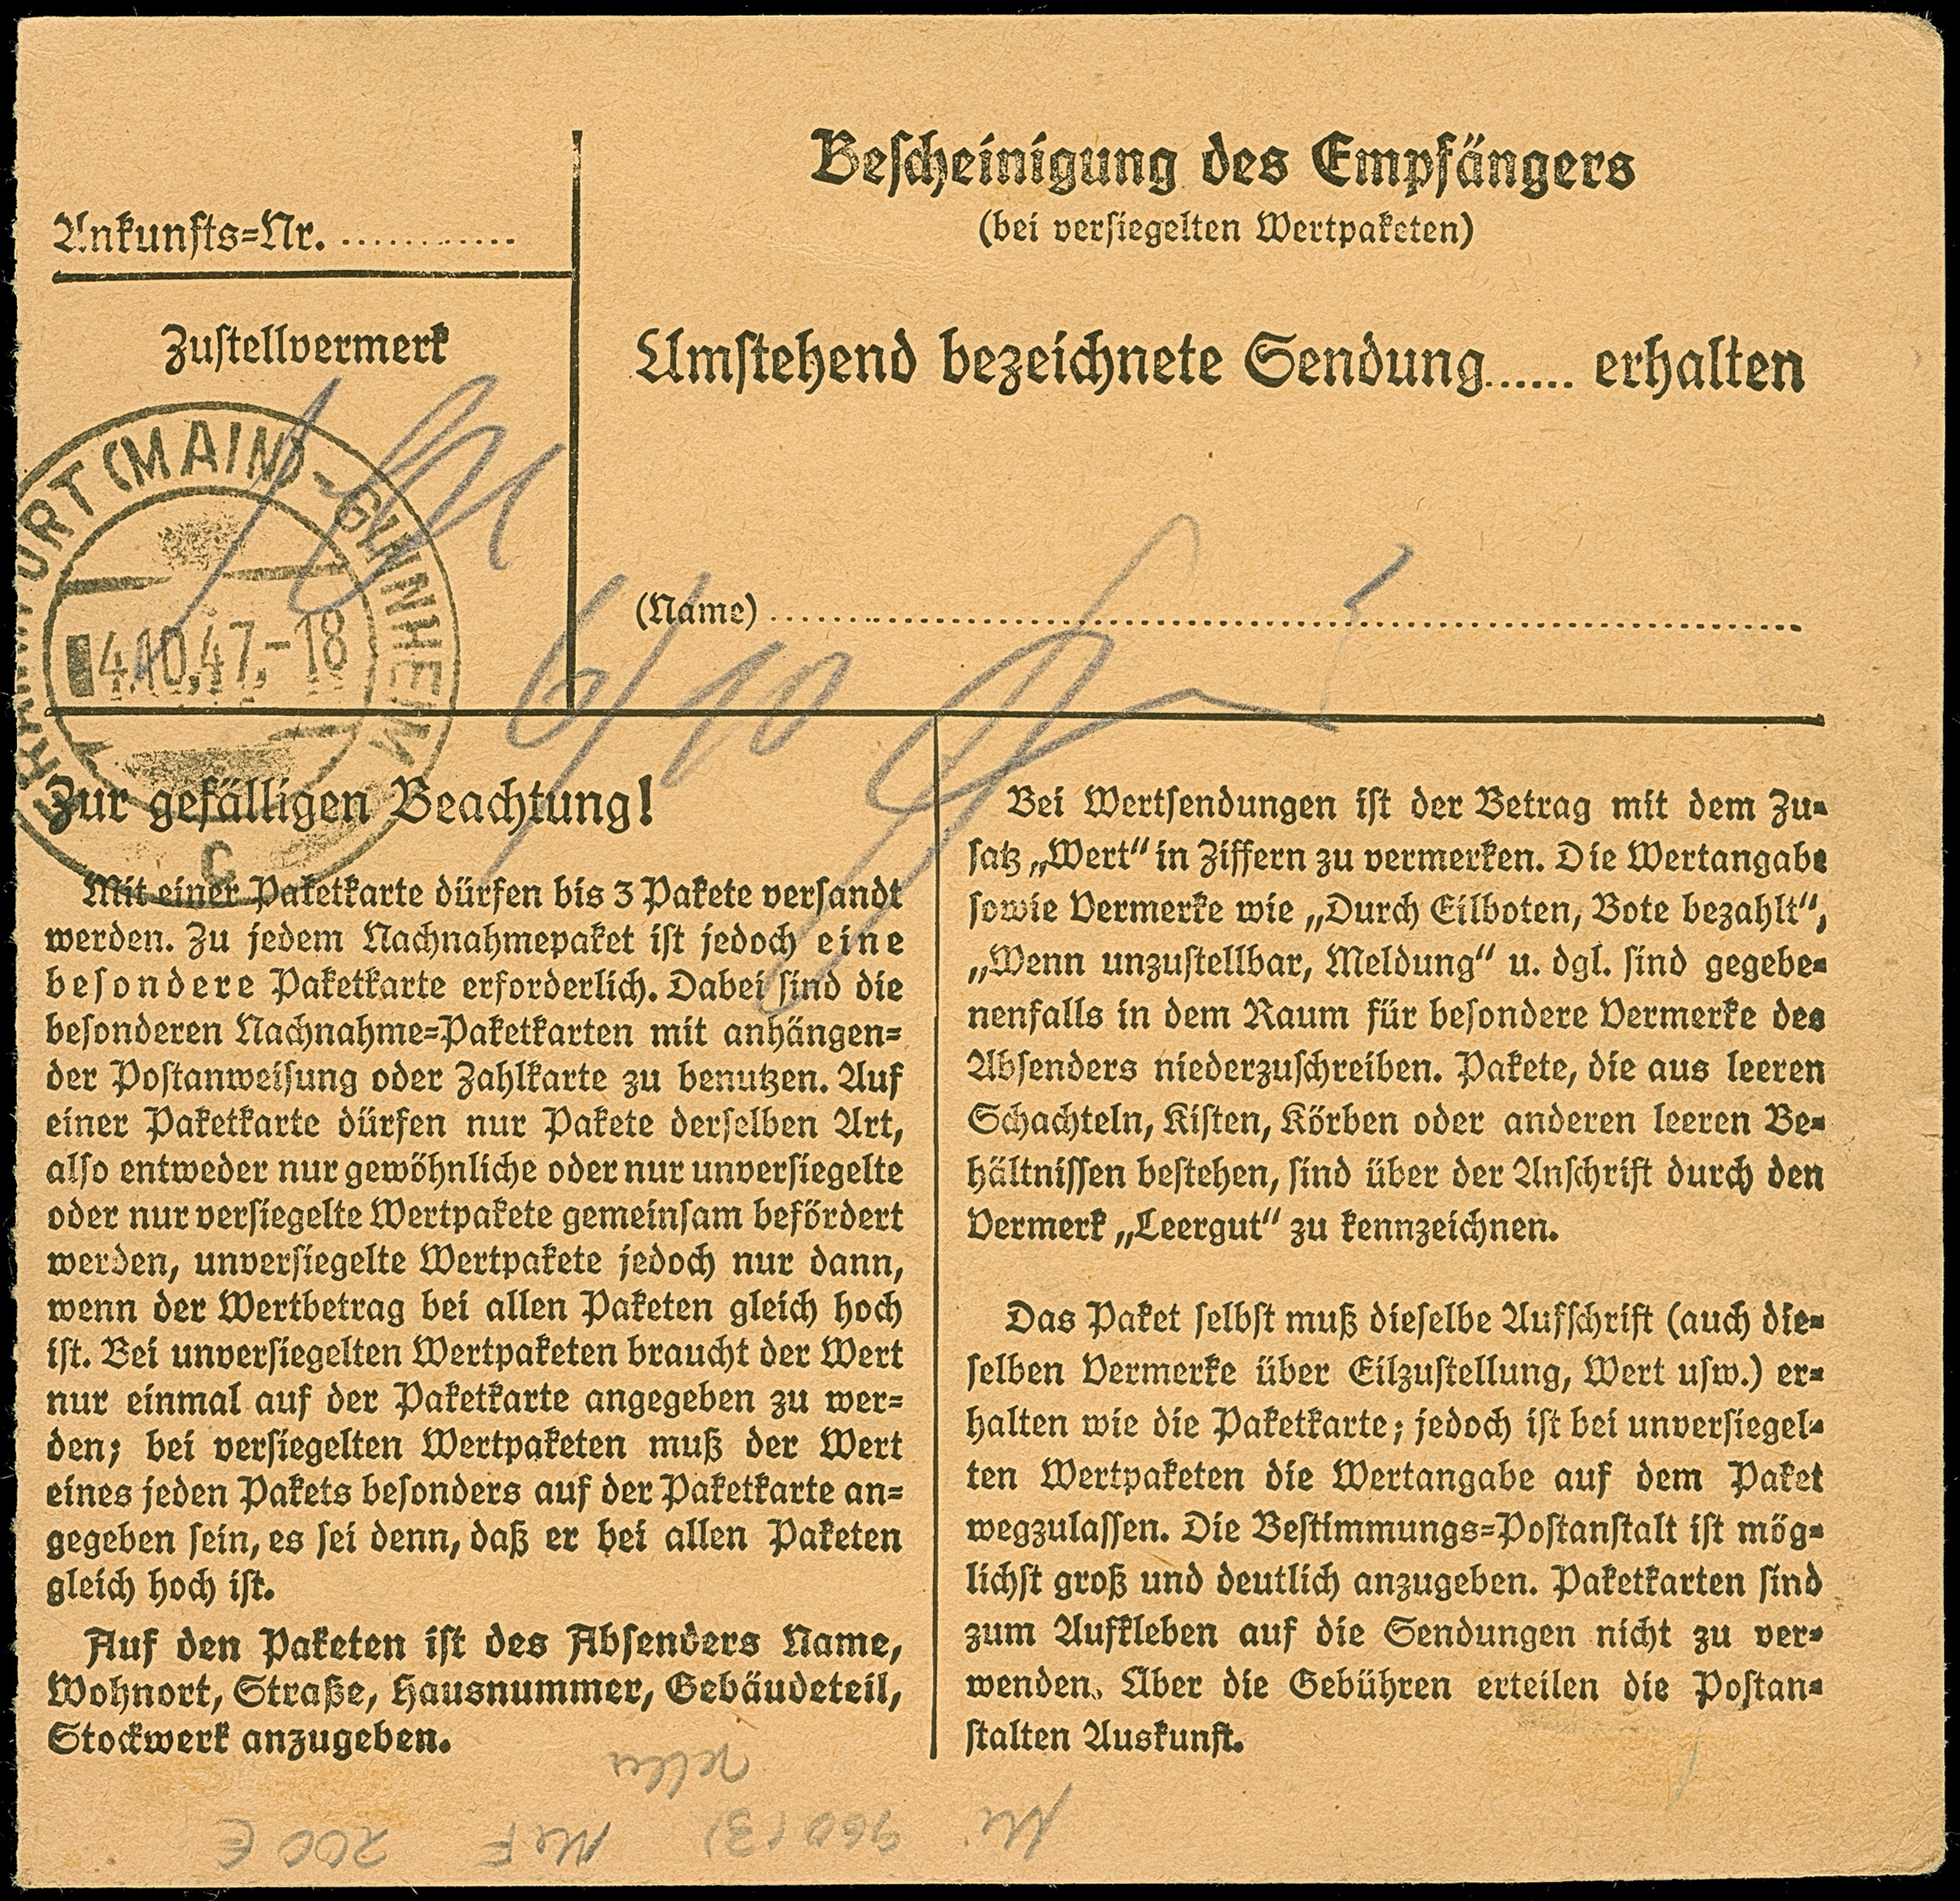 Ankunfts=Nr. ............
Zustellvermerk
Bescheinigung des Empfängers
(bei versiegelten Wertpaketen)
Umstehend bezeichnete Sendung...... erhalten
(Name) ......................................................
FRANKFURT (MAIN)-GINNHEIM
4.10.47.-18
C
6/10
Zur gefälligen Beachtung!
Mit einer Paketkarte dürfen bis 3 Pakete versandt
werden. Zu jedem Nachnahmepaket ist jedoch eine
besondere Paketkarte erforderlich. Dabei sind die
besonderen Nachnahme=Paketkarten mit anhängen=
der Postanweisung oder Zahlkarte zu benutzen. Auf
einer Paketkarte dürfen nur Pakete derselben Art,
also entweder nur gewöhnliche oder nur unversiegelte
oder nur versiegelte Wertpakete gemeinsam befördert
werden, unversiegelte Wertpakete jedoch nur dann,
wenn der Wertbetrag bei allen Paketen gleich hoch
ist. Bei unversiegelten Wertpaketen braucht der Wert
nur einmal auf der Paketkarte angegeben zu wer=
den; bei versiegelten Wertpaketen muß der Wert
eines jeden Pakets besonders auf der Paketkarte an=
gegeben sein, es sei denn, daß er bei allen Paketen
gleich hoch ist.
Auf den Paketen ist des Absenders Name,
Wohnort, Straße, Hausnummer, Gebäudeteil,
Stockwerk anzugeben.
Bei Wertsendungen ist der Betrag mit dem Zu=
satz „Wert“ in Ziffern zu vermerken. Die Wertangabe
sowie Vermerke wie „Durch Eilboten, Bote bezahlt“,
„Wenn unzustellbar, Meldung“ u. dgl. sind gegebe=
nenfalls in dem Raum für besondere Vermerke des
Absenders niederzuschreiben. Pakete, die aus leeren
Schachteln, Kisten, Körben oder anderen leeren Be=
hältnissen bestehen, sind über der Anschrift durch den
Vermerk „Leergut“ zu kennzeichnen.
Das Paket selbst muß dieselbe Aufschrift (auch die=
selben Vermerke über Eilzustellung, Wert usw.) er=
halten wie die Paketkarte; jedoch ist bei unversiegel=
ten Wertpaketen die Wertangabe auf dem Paket
wegzulassen. Die Bestimmungs=Postanstalt ist mög=
lichst groß und deutlich anzugeben. Paketkarten sind
zum Aufkleben auf die Sendungen nicht zu ver=
wenden. Über die Gebühren erteilen die Postan=
stalten Auskunft.
Mi 960 (3) MeF 200 €